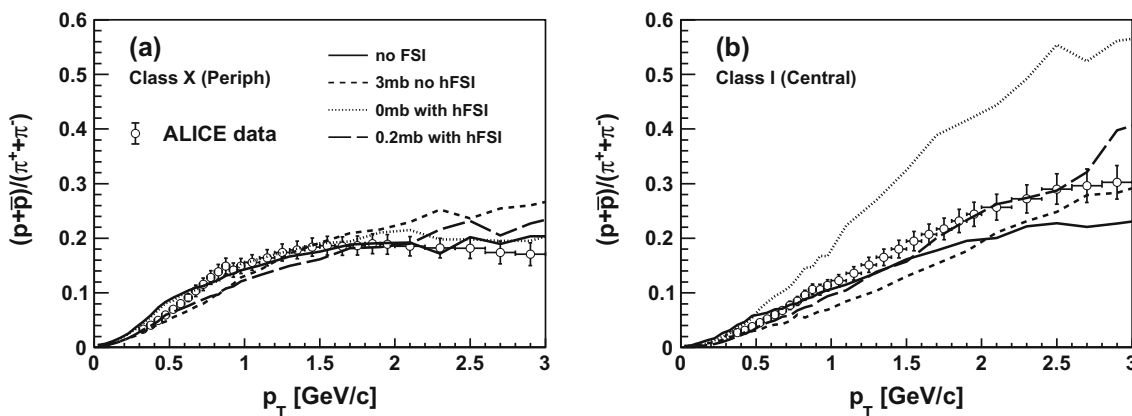 (p+p̅)/(π⁺+π⁻)
0.6
0.5
0.4
0.3
0.2
0.1
0
(a)
Class X (Periph)
ALICE data
no FSI
3mb no hFSI
0mb with hFSI
0.2mb with hFSI
0 0.5 1 1.5 2 2.5 3
p_T [GeV/c]
(p+p̅)/(π⁺+π⁻)
0.6
0.5
0.4
0.3
0.2
0.1
0
(b)
Class I (Central)
0 0.5 1 1.5 2 2.5 3
p_T [GeV/c]